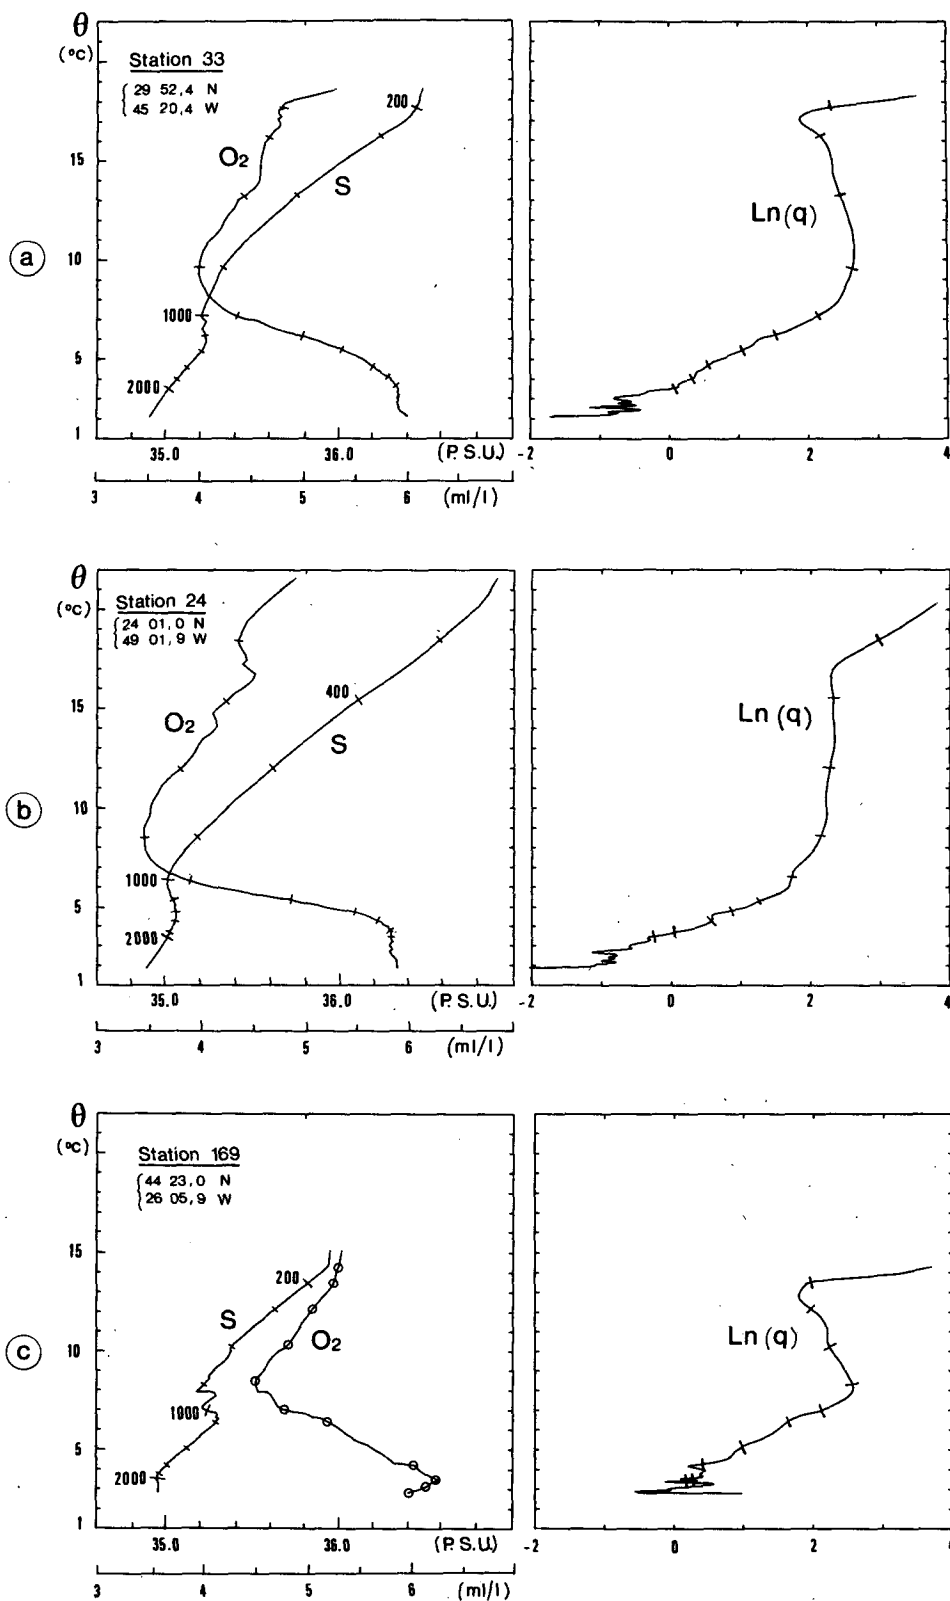 θ
(°C)
Station 33
29 52,4 N
45 20,4 W
O2
S
200
15
10
1000
5
2000
1
35.0 36.0 (P.S.U.)
3 4 5 6 (ml/l)
Ln(q)
-2 0 2 4
a
θ
(°C)
Station 24
24 01,0 N
49 01,9 W
400
15
O2
S
10
1000
5
2000
1
35.0 36.0 (P.S.U.)
3 4 5 6 (ml/l)
Ln(q)
-2 0 2 4
b
θ
(°C)
Station 169
44 23,0 N
26 05,9 W
15
200
S
O2
10
1000
5
2000
1
35.0 36.0 (P.S.U.)
3 4 5 6 (ml/l)
Ln(q)
-2 0 2 4
c